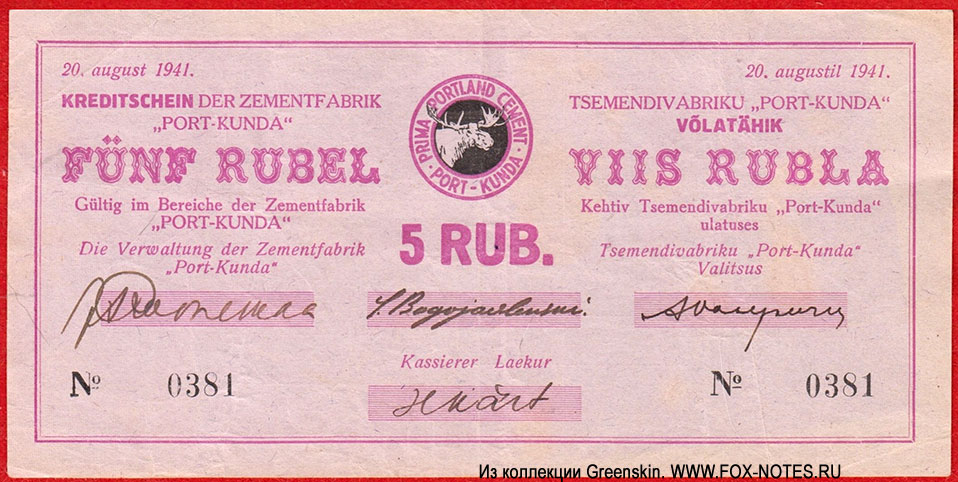 20. august 1941.
KREDITSCHEIN DER ZEMENTFABRIK
„PORT-KUNDA“
FÜNF RUBEL
Gültig im Bereiche der Zementfabrik
„PORT-KUNDA“
Die Verwaltung der Zementfabrik
„Port-Kunda“
PRIMA PORTLAND CEMENT
· PORT-KUNDA ·
5 RUB.
20. augustil 1941.
TSEMENDIVABRIKU „PORT-KUNDA“
VÕLATÄHIK
VIIS RUBLA
Kehtiv Tsemendivabriku „Port-Kunda“
ulatuses
Tsemendivabriku „Port-Kunda“
Valitsus
S. Bogojavlenski.
Kassierer Laekur
№ 0381
№ 0381
Из коллекции Greenskin. WWW.FOX-NOTES.RU